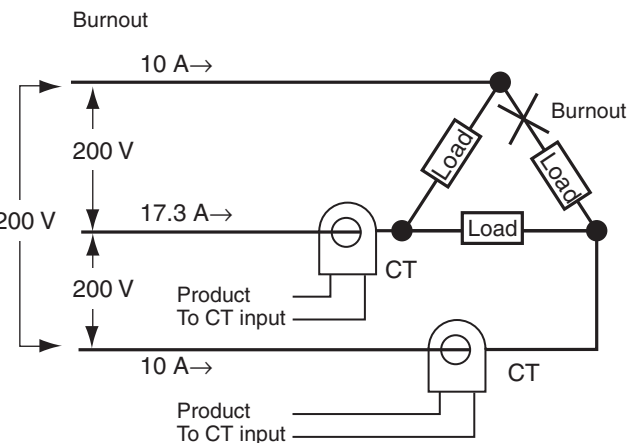 Burnout
10 A→
Burnout
Load
Load
200 V
17.3 A→
200 V
Load
CT
200 V
Product
To CT input
10 A→
CT
Product
To CT input